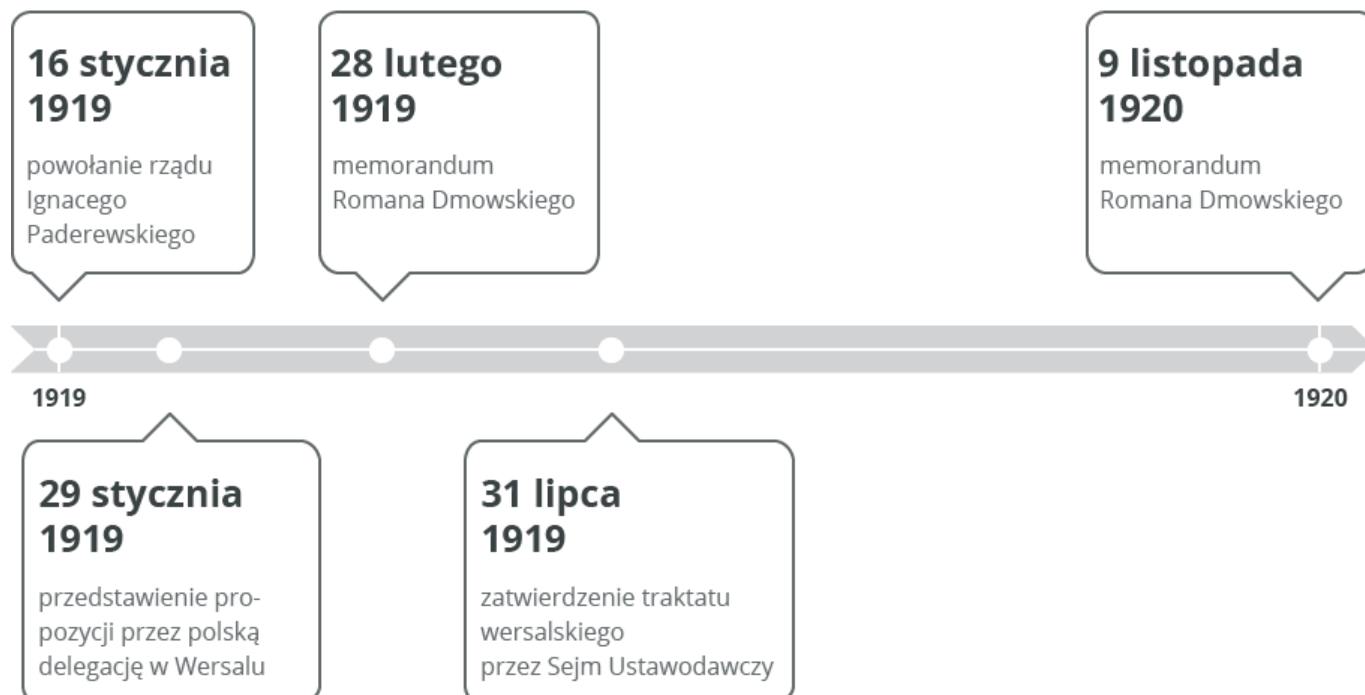 16 stycznia
1919
powołanie rządu
Ignacego
Paderewskiego
28 lutego
1919
memorandum
Romana Dmowskiego
9 listopada
1920
memorandum
Romana Dmowskiego
1919
1920
29 stycznia
1919
przedstawienie pro-
pozycji przez polską
delegację w Wersalu
31 lipca
1919
zatwierdzenie traktatu
wersalskiego
przez Sejm Ustawodawczy